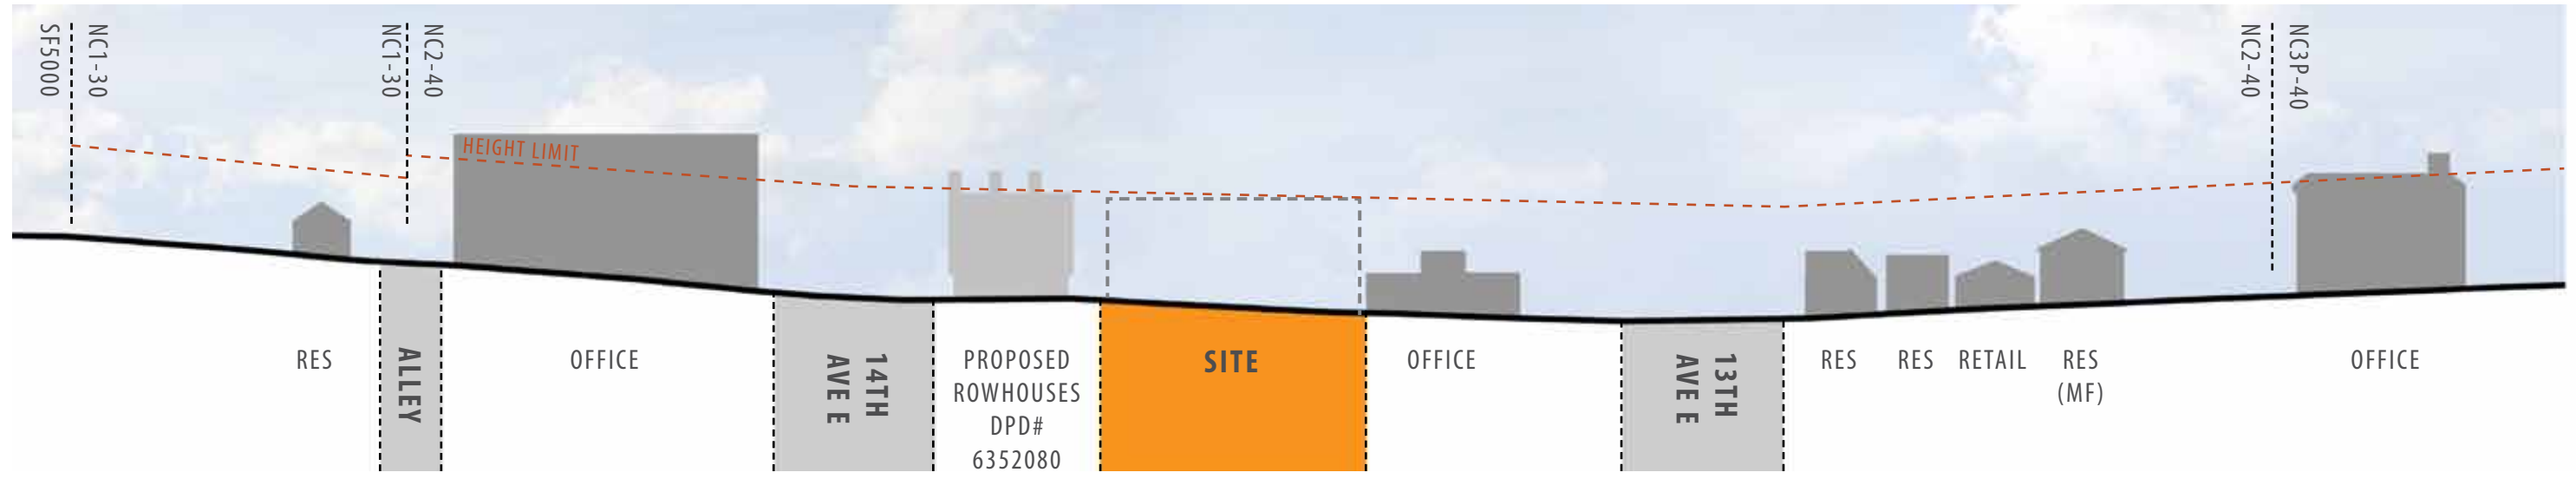 SF5000
NC1-30
NC1-30
NC2-40
NC2-40
NC3P-40
HEIGHT LIMIT
RES
ALLEY
OFFICE
14TH
AVE E
PROPOSED
ROWHOUSES
DPD#
6352080
SITE
OFFICE
13TH
AVE E
RES
RES
RETAIL
RES
(MF)
OFFICE